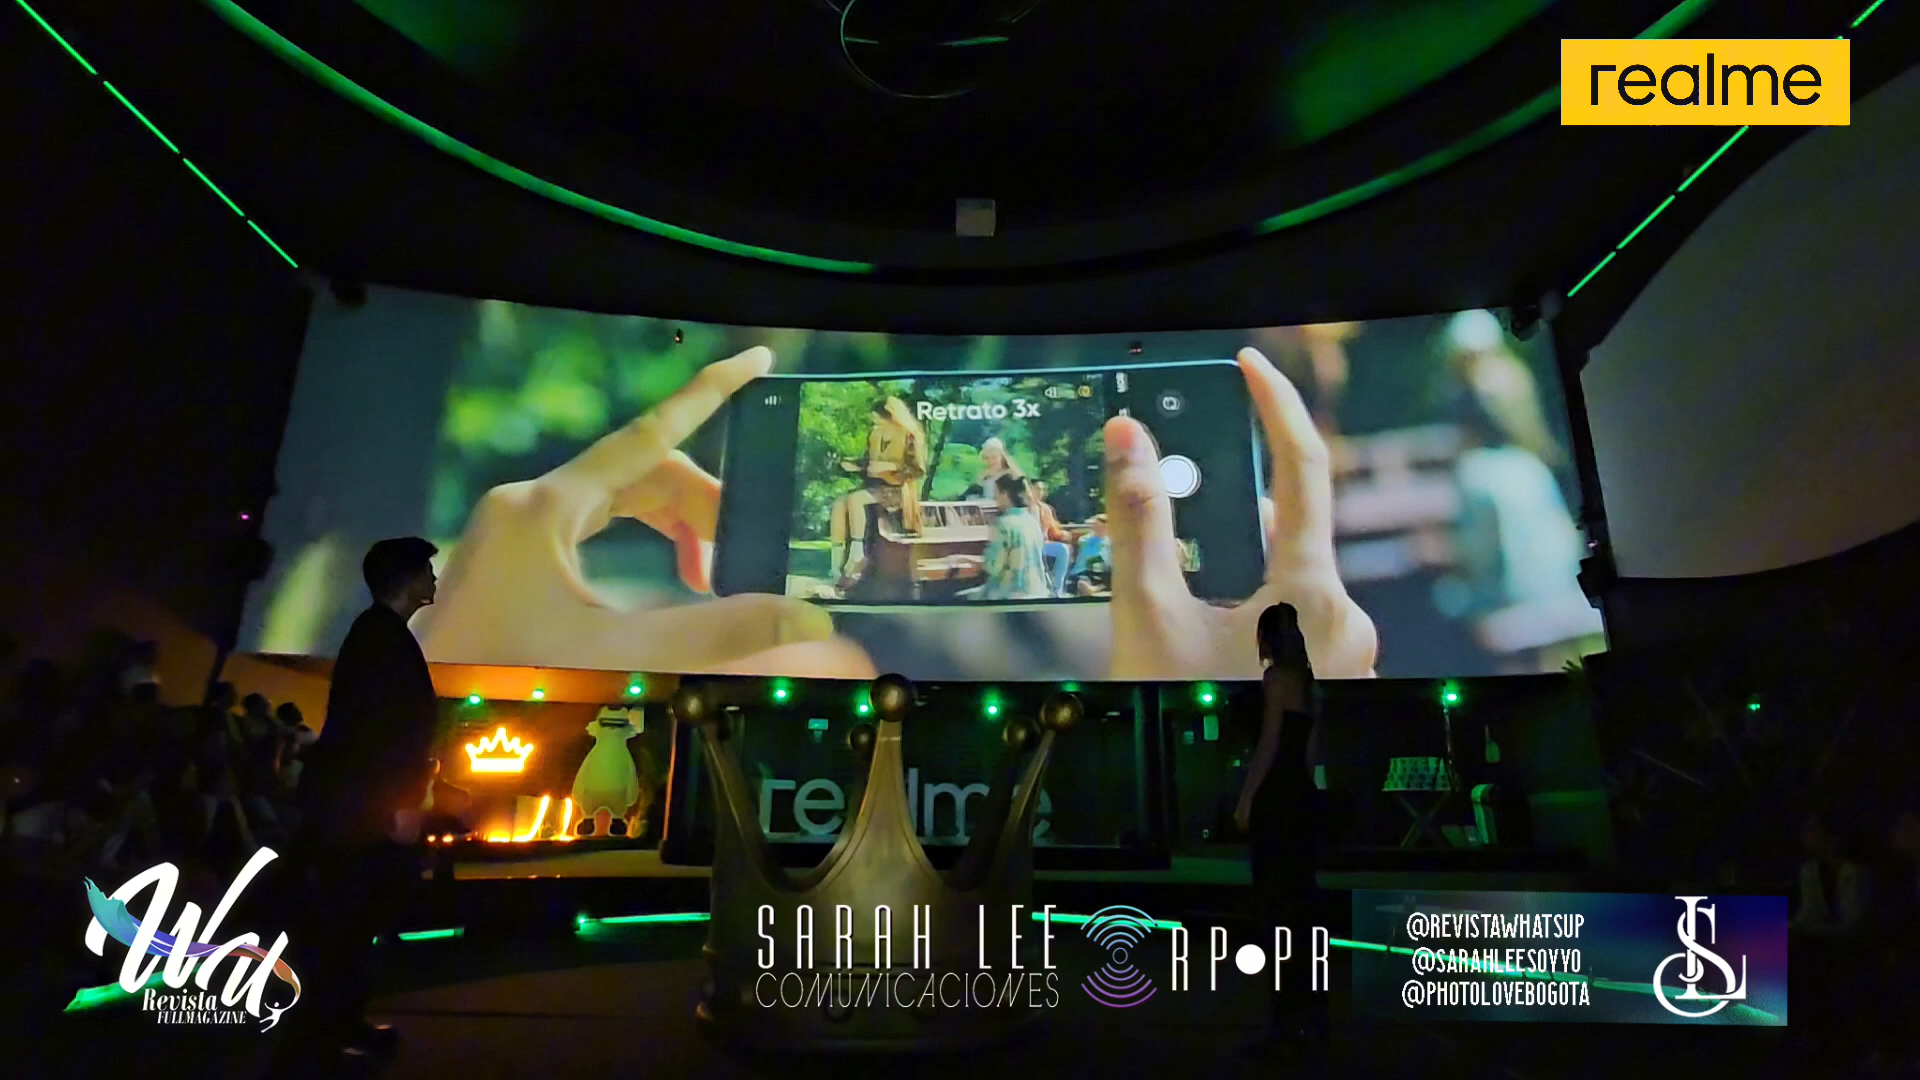 realme
Retrato 3x
realme
Wu
Revista
FULLMAGAZINE
SARAH LEE
COMUNICACIONES
RP•PR
@REVISTAWHATSUP
@SARAHLEESOYYO
@PHOTOLOVEBOGOTA